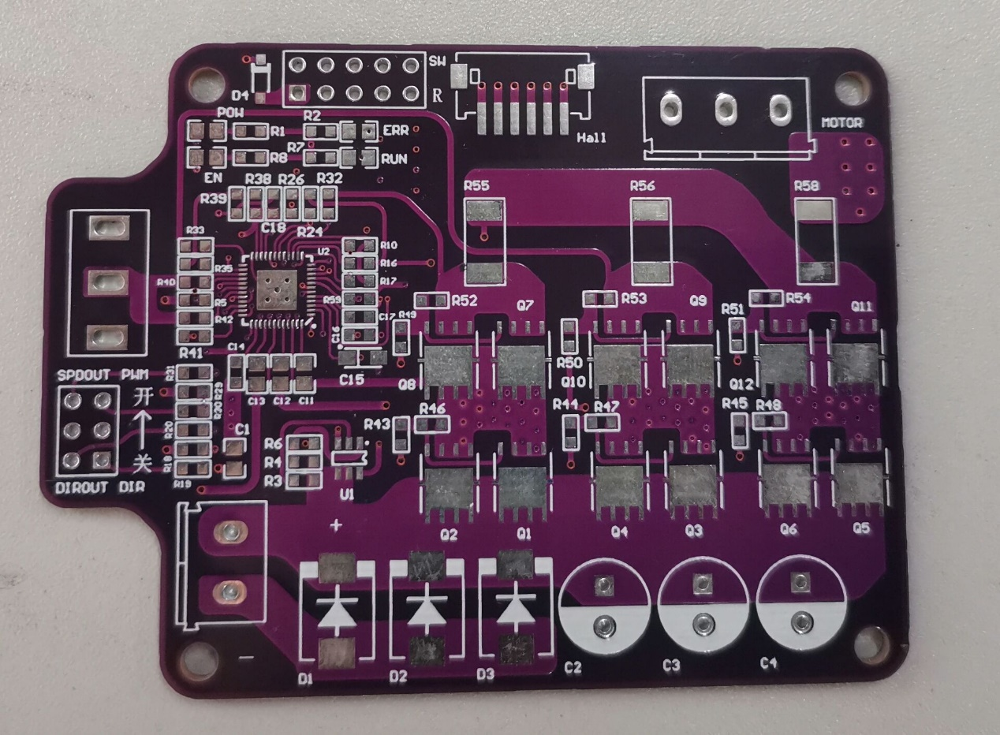 SW
D4
R
POW
R2
ERR
R1
R7
R8
RUN
EN
Hall
MOTOR
R38
R26
R32
R39
C18
R24
R55
R56
R58
R33
U2
R10
R35
R16
R40
R17
R5
R59
R42
C17
R41
C16
R49
R52
Q7
R53
Q9
R51
R54
Q11
C14
C15
Q8
R50
Q10
Q12
SPDOUT PWM
R31
开
R29
R30
C13
C12
C11
R20
R43
R46
R44
R47
R45
R48
关
R18
R19
C1
R6
R4
R3
U1
DIROUT DIR
+
Q2
Q1
Q4
Q3
Q6
Q5
−
D1
D2
D3
C2
C3
C4